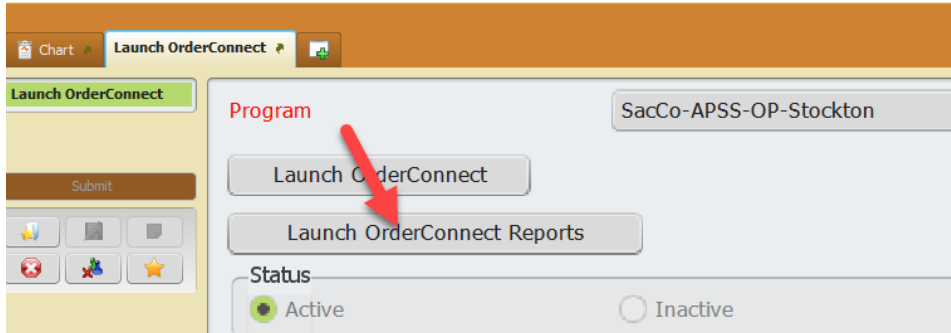 Chart
Launch OrderConnect
Launch OrderConnect
Submit
Program
SacCo-APSS-OP-Stockton
Launch OrderConnect
Launch OrderConnect Reports
Status
Active
Inactive